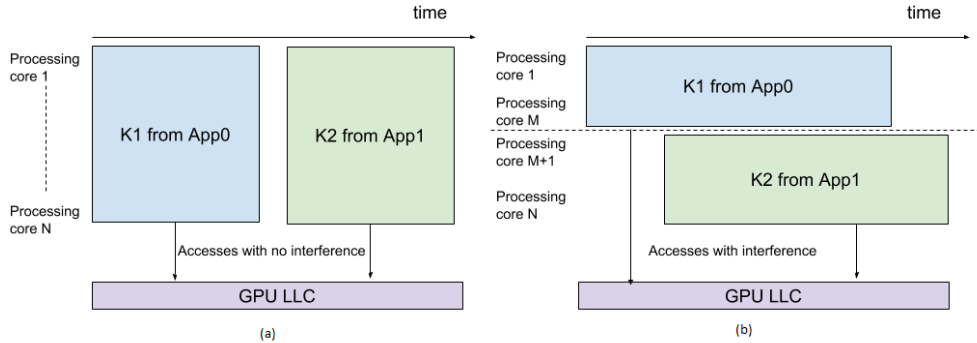 time
Processing
core 1
K1 from App0
K2 from App1
Processing
core N
Accesses with no interference
GPU LLC
(a)
time
Processing
core 1
K1 from App0
Processing
core M
Processing
core M+1
K2 from App1
Processing
core N
Accesses with interference
GPU LLC
(b)